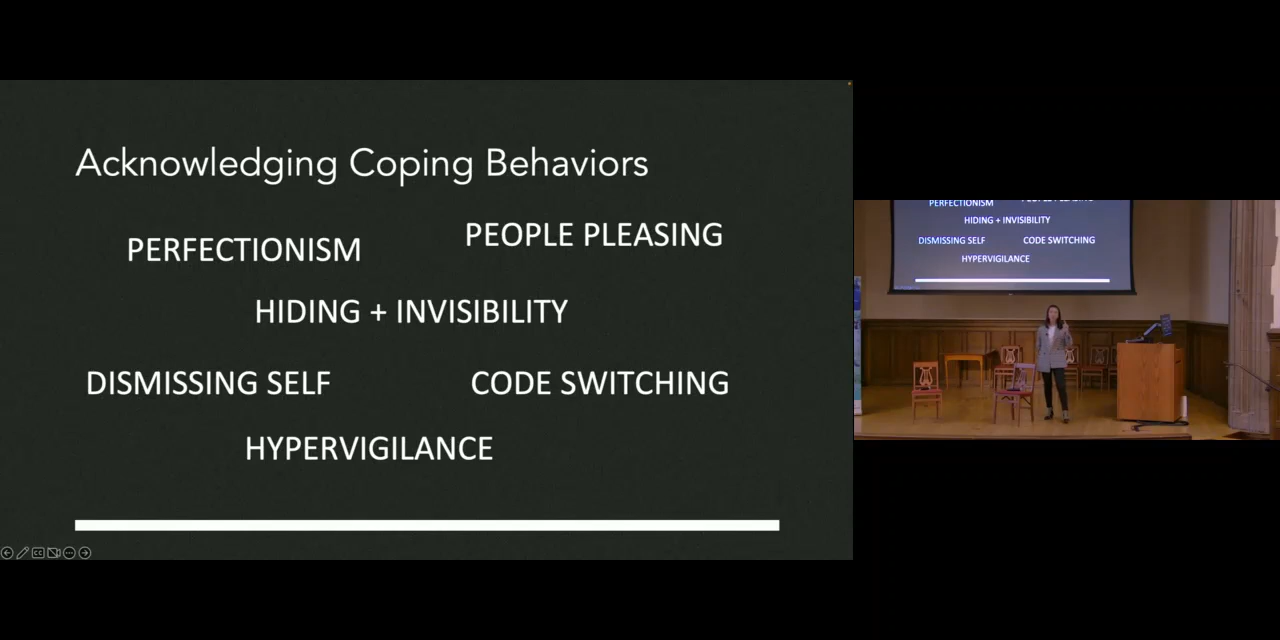 Acknowledging Coping Behaviors
PERFECTIONISM
PEOPLE PLEASING
HIDING + INVISIBILITY
DISMISSING SELF
CODE SWITCHING
HYPERVIGILANCE
PERFECTIONISM
HIDING + INVISIBILITY
DISMISSING SELF
CODE SWITCHING
HYPERVIGILANCE